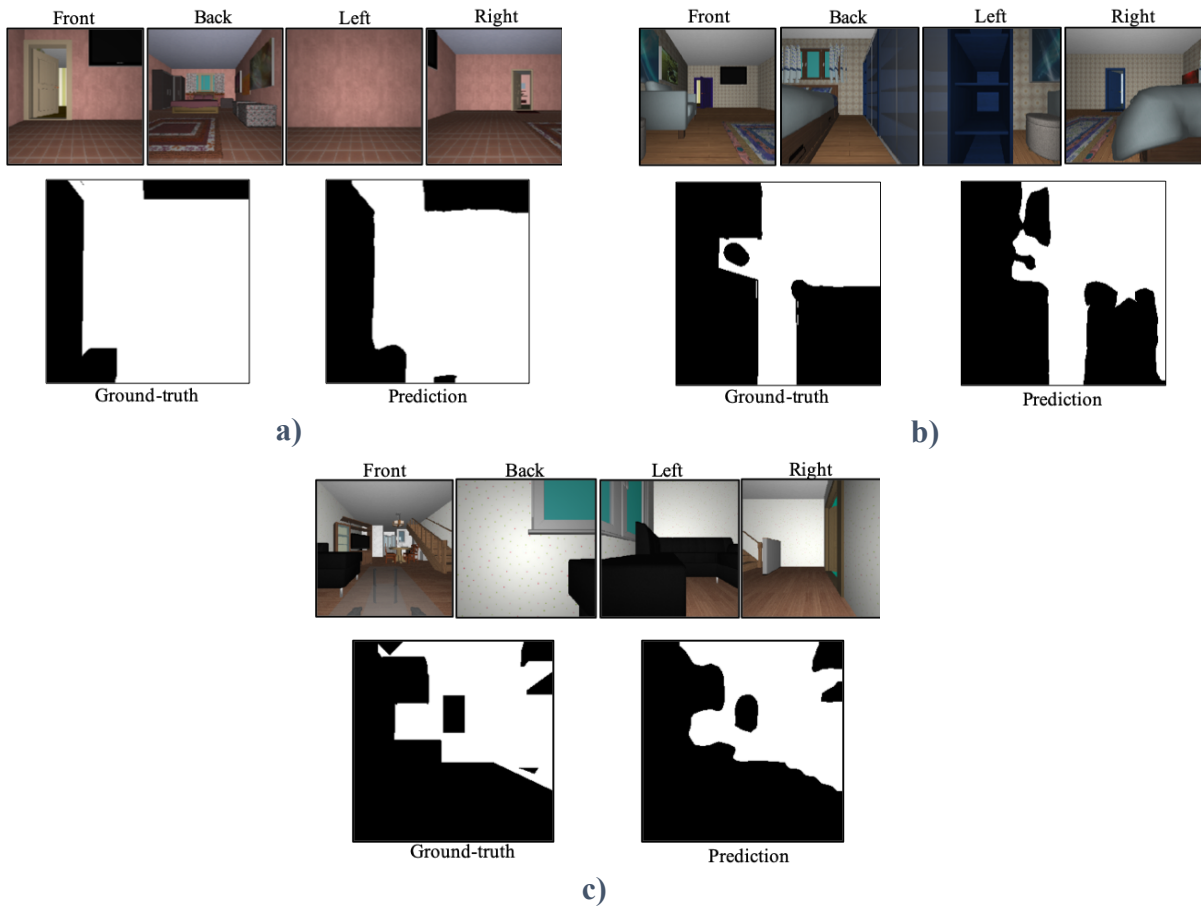 Front Back Left Right
Ground-truth Prediction
a)
Front Back Left Right
Ground-truth Prediction
b)
Front Back Left Right
Ground-truth Prediction
c)